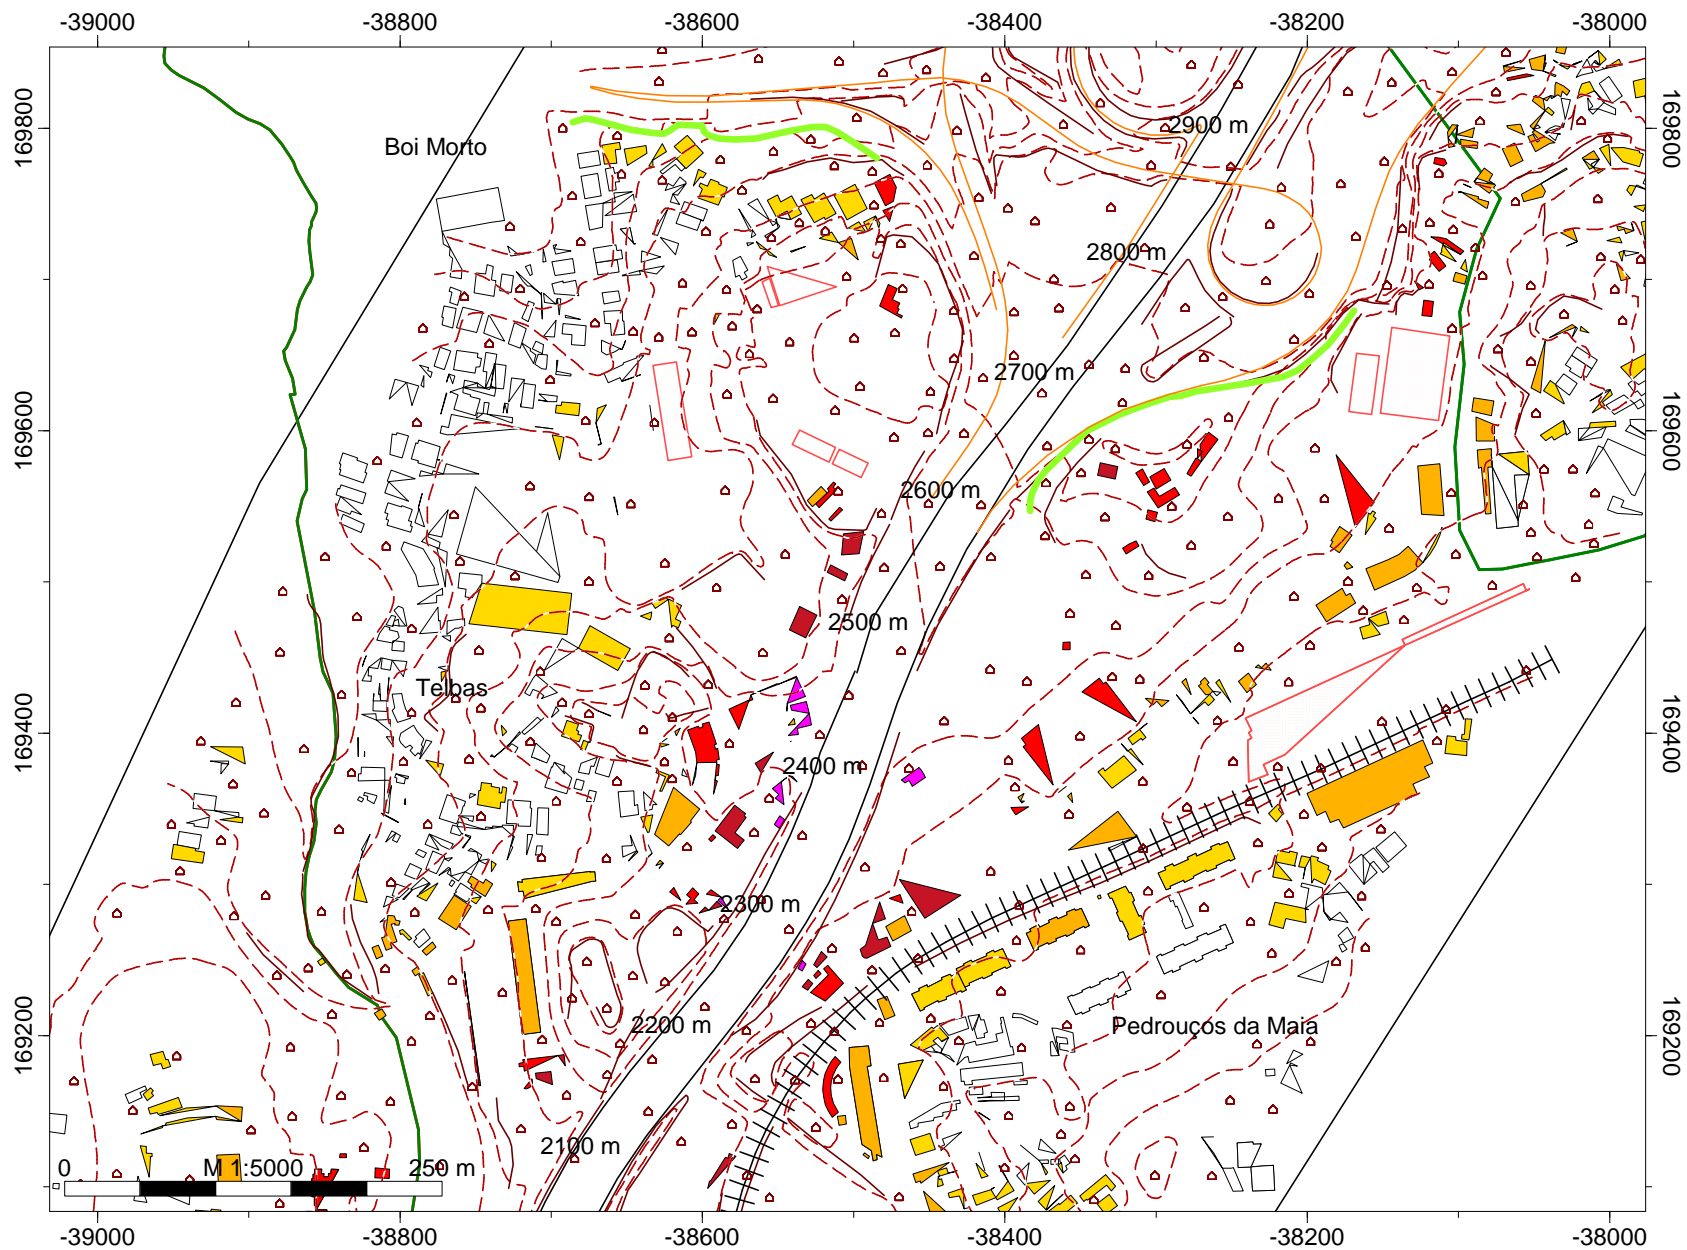 -39000 -38800 -38600 -38400 -38200 -38000
169800 169800
2900 m
Boi Morto
2800 m
2700 m
169600 169600
2600 m
2500 m
Telbas
169400 169400
2400 m
2300 m
2200 m
Pedrouços da Maia
169200 169200
2100 m
0 M 1:5000 250 m
-39000 -38800 -38600 -38400 -38200 -38000